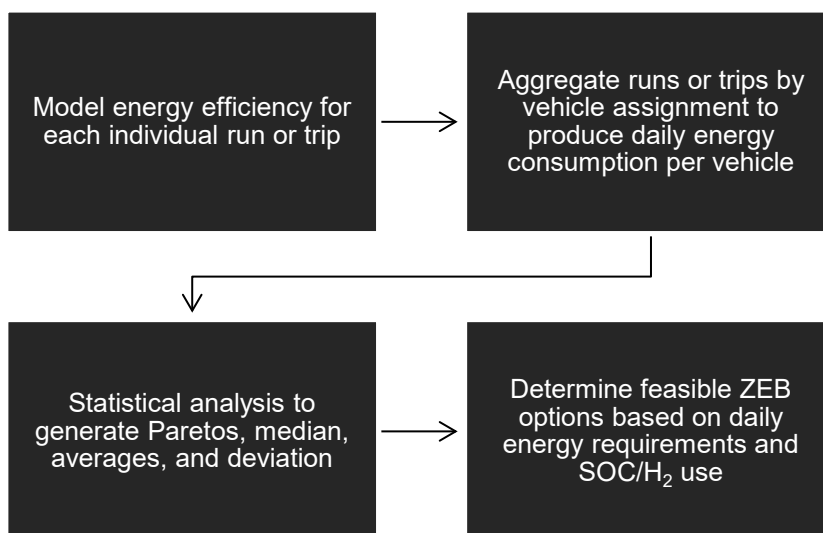 Model energy efficiency for
each individual run or trip
Aggregate runs or trips by
vehicle assignment to
produce daily energy
consumption per vehicle
Statistical analysis to
generate Paretos, median,
averages, and deviation
Determine feasible ZEB
options based on daily
energy requirements and
SOC/H₂ use